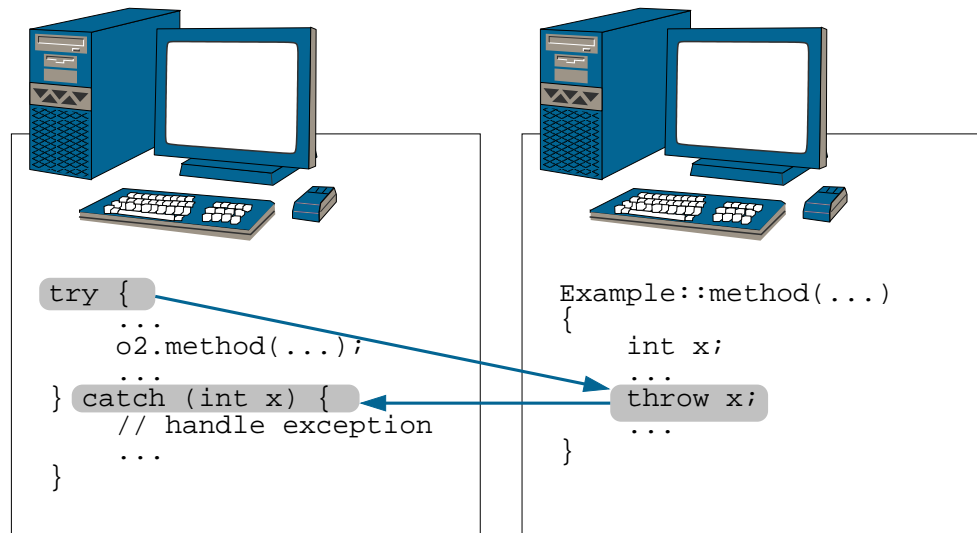 try {
...
o2.method(...);
...
} catch (int x) {
// handle exception
...
}
Example::method(...)
{
int x;
...
throw x;
...
}